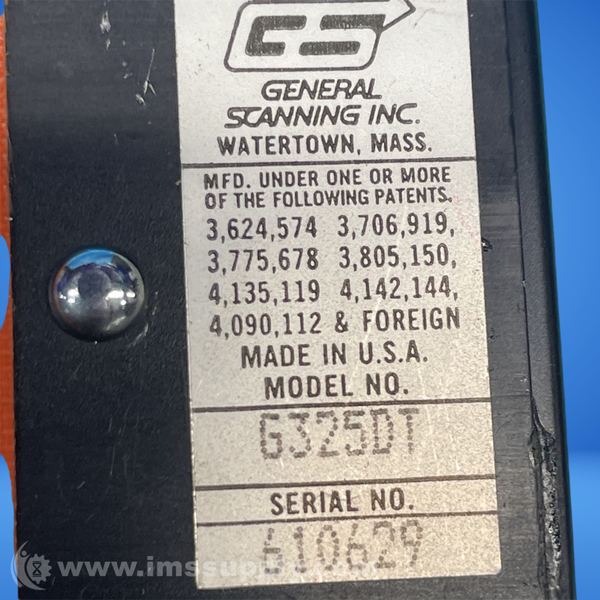 GS
GENERAL
SCANNING INC.
WATERTOWN, MASS.
MFD. UNDER ONE OR MORE
OF THE FOLLOWING PATENTS.
3,624,574 3,706,919,
3,775,678 3,805,150,
4,135,119 4,142,144,
4,090,112 & FOREIGN
MADE IN U.S.A.
MODEL NO.
G325DT
SERIAL NO.
610629